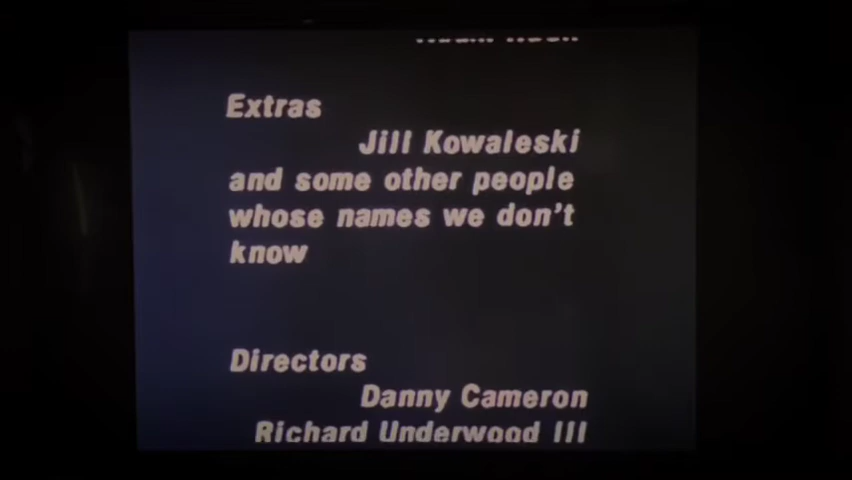 Extras
Jill Kowaleski
and some other people
whose names we don't
know
Directors
Danny Cameron
Richard Underwood III